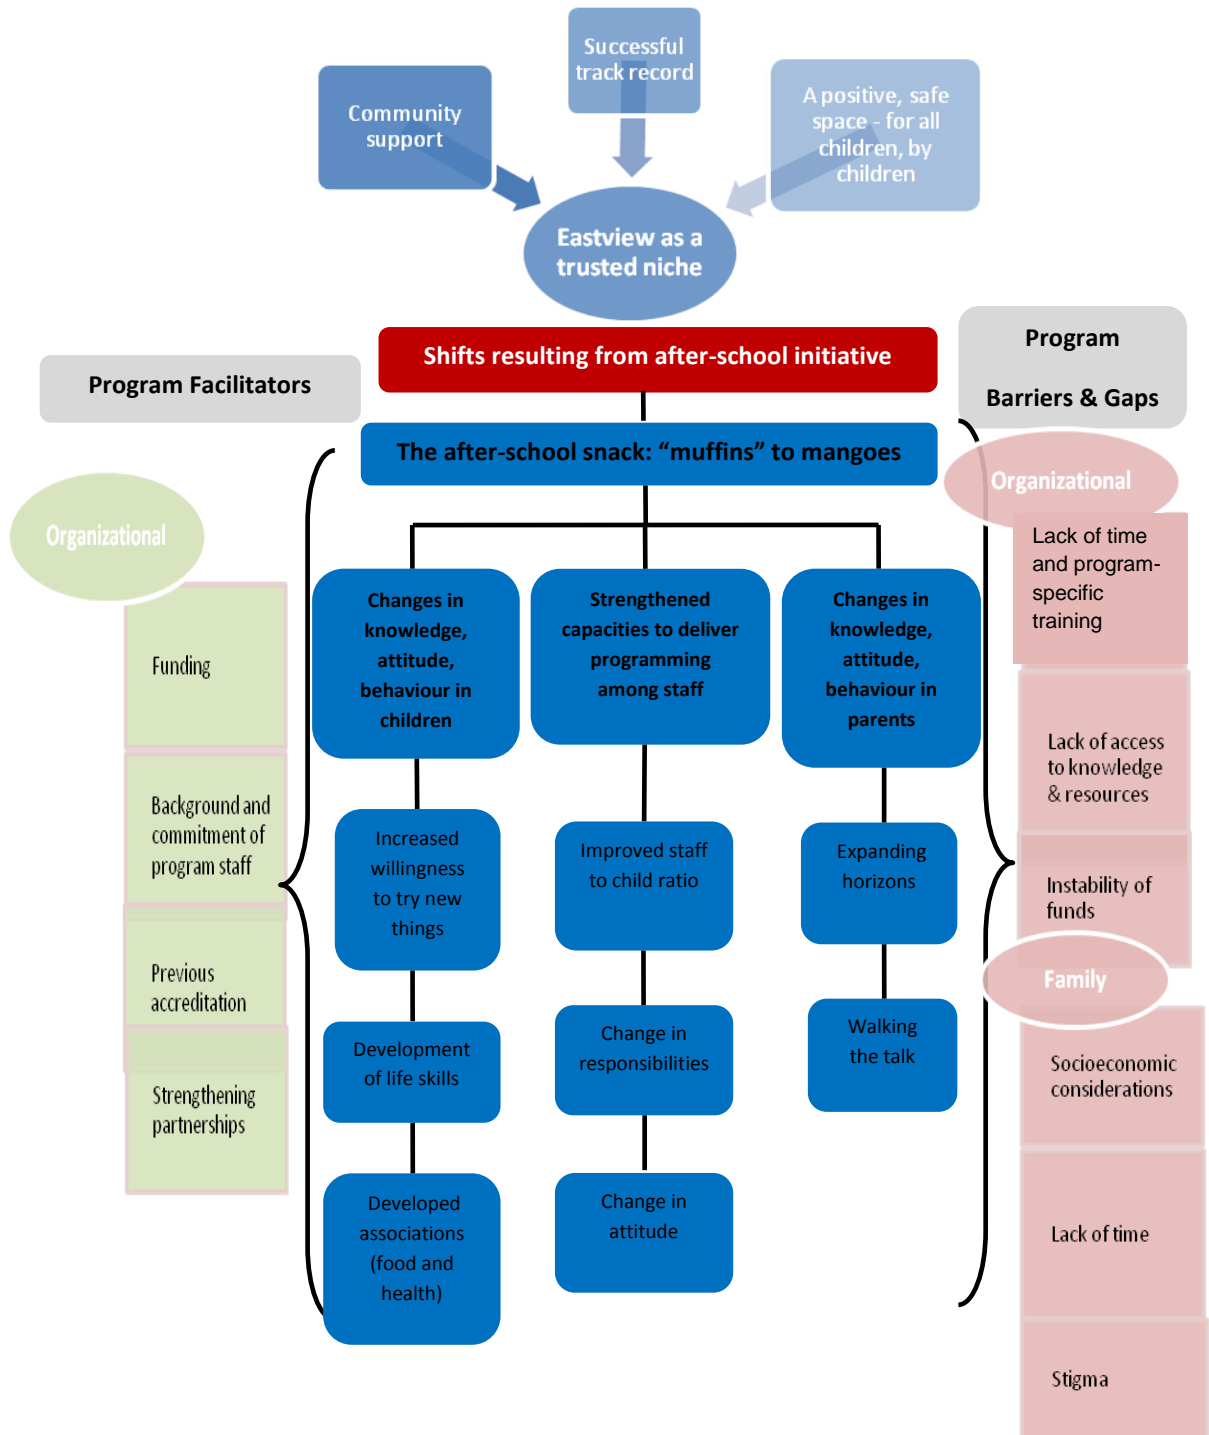 Successful
track record
Community
support
A positive, safe
space - for all
children, by
children
Eastview as a
trusted niche
Shifts resulting from after-school initiative
Program
Barriers & Gaps
Program Facilitators
The after-school snack: “muffins” to mangoes
Organizational
Funding
Background and
commitment of
program staff
Previous
accreditation
Strengthening
partnerships
Changes in
knowledge,
attitude,
behaviour in
children
Increased
willingness
to try new
things
Development
of life skills
Developed
associations
(food and
health)
Strengthened
capacities to deliver
programming
among staff
Improved staff
to child ratio
Change in
responsibilities
Change in
attitude
Changes in
knowledge,
attitude,
behaviour in
parents
Expanding
horizons
Walking
the talk
Organizational
Lack of time
and program-
specific
training
Lack of access
to knowledge
& resources
Instability of
funds
Family
Socioeconomic
considerations
Lack of time
Stigma